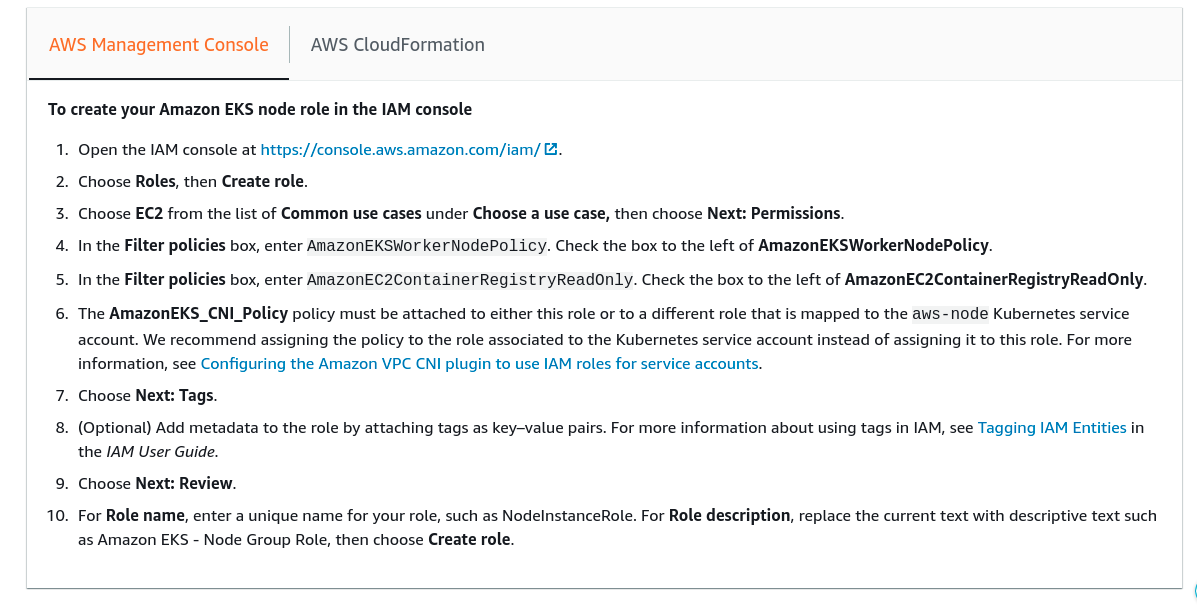 AWS Management Console
AWS CloudFormation
To create your Amazon EKS node role in the IAM console
1. Open the IAM console at https://console.aws.amazon.com/iam/.
2. Choose Roles, then Create role.
3. Choose EC2 from the list of Common use cases under Choose a use case, then choose Next: Permissions.
4. In the Filter policies box, enter AmazonEKSWorkerNodePolicy. Check the box to the left of AmazonEKSWorkerNodePolicy.
5. In the Filter policies box, enter AmazonEC2ContainerRegistryReadOnly. Check the box to the left of AmazonEC2ContainerRegistryReadOnly.
6. The AmazonEKS_CNI_Policy policy must be attached to either this role or to a different role that is mapped to the aws-node Kubernetes service
account. We recommend assigning the policy to the role associated to the Kubernetes service account instead of assigning it to this role. For more
information, see Configuring the Amazon VPC CNI plugin to use IAM roles for service accounts.
7. Choose Next: Tags.
8. (Optional) Add metadata to the role by attaching tags as key–value pairs. For more information about using tags in IAM, see Tagging IAM Entities in
the IAM User Guide.
9. Choose Next: Review.
10. For Role name, enter a unique name for your role, such as NodeInstanceRole. For Role description, replace the current text with descriptive text such
as Amazon EKS - Node Group Role, then choose Create role.